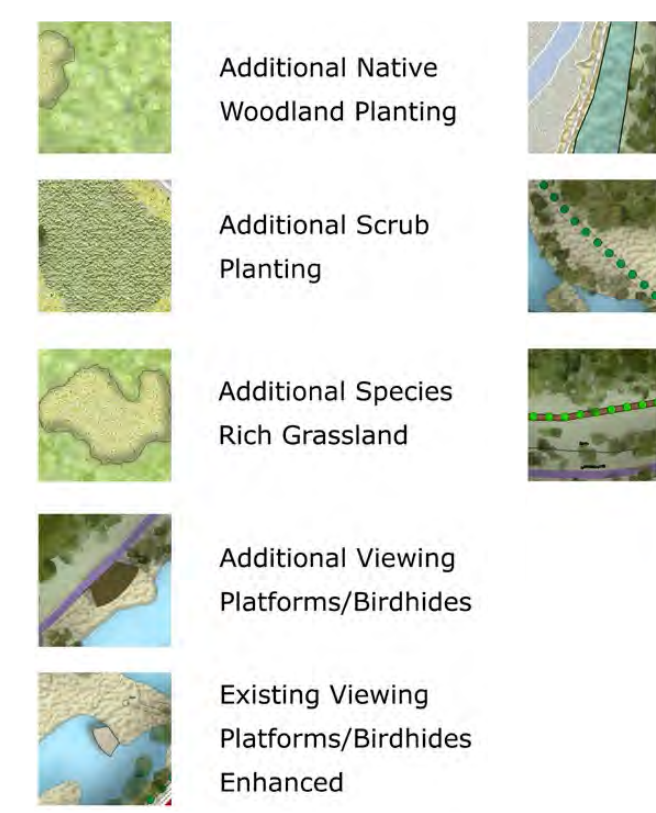 Additional Native
Woodland Planting
Additional Scrub
Planting
Additional Species
Rich Grassland
Additional Viewing
Platforms/Birdhides
Existing Viewing
Platforms/Birdhides
Enhanced